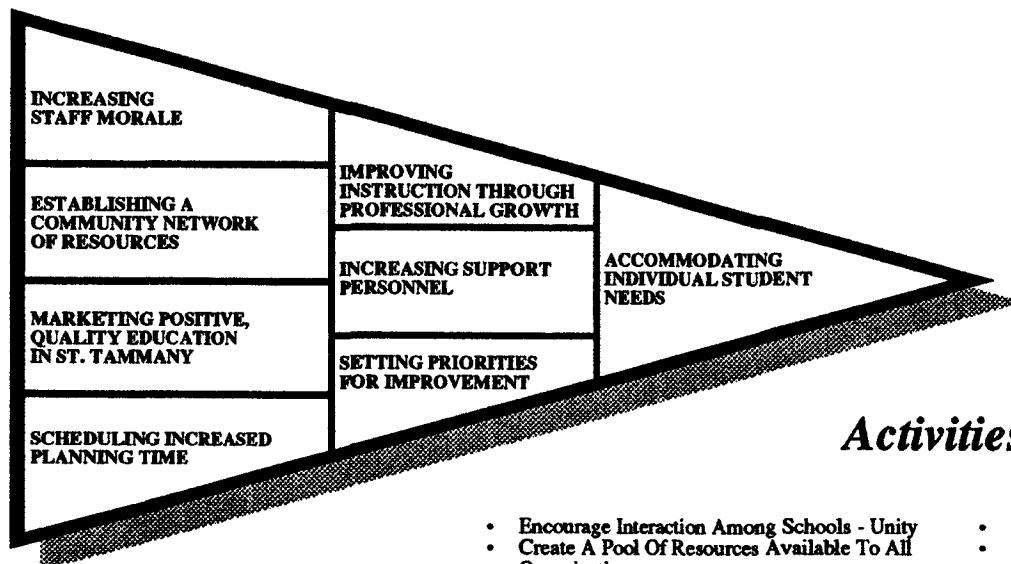 INCREASING
STAFF MORALE
ESTABLISHING A
COMMUNITY NETWORK
OF RESOURCES
MARKETING POSITIVE,
QUALITY EDUCATION
IN ST. TAMMANY
SCHEDULING INCREASED
PLANNING TIME
IMPROVING
INSTRUCTION THROUGH
PROFESSIONAL GROWTH
INCREASING SUPPORT
PERSONNEL
SETTING PRIORITIES
FOR IMPROVEMENT
ACCOMMODATING
INDIVIDUAL STUDENT
NEEDS
Activities
• Encourage Interaction Among Schools - Unity
• Create A Pool Of Resources Available To All
•
•